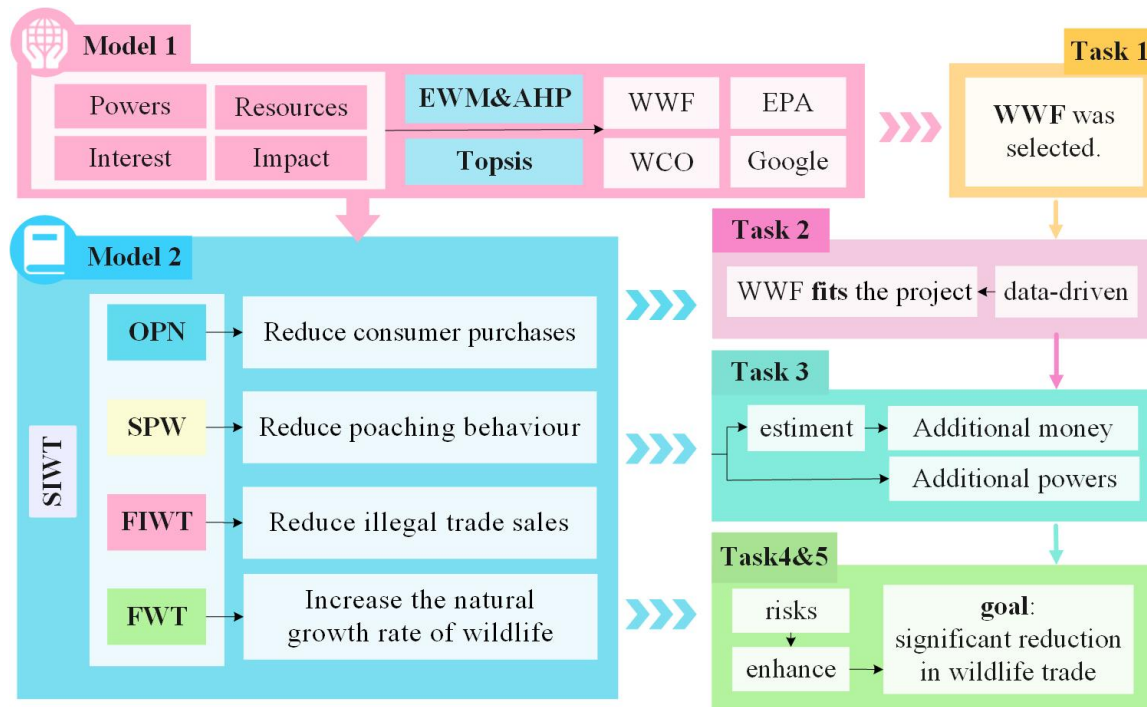 Model 1
Powers
Resources
Interest
Impact
EWM&AHP
Topsis
WWF
EPA
WCO
Google
Task 1
WWF was
selected.
Model 2
SIWT
OPN
Reduce consumer purchases
SPW
Reduce poaching behaviour
FIWT
Reduce illegal trade sales
FWT
Increase the natural
growth rate of wildlife
Task 2
WWF fits the project
data-driven
Task 3
estiment
Additional money
Additional powers
Task4&5
risks
enhance
goal:
significant reduction
in wildlife trade